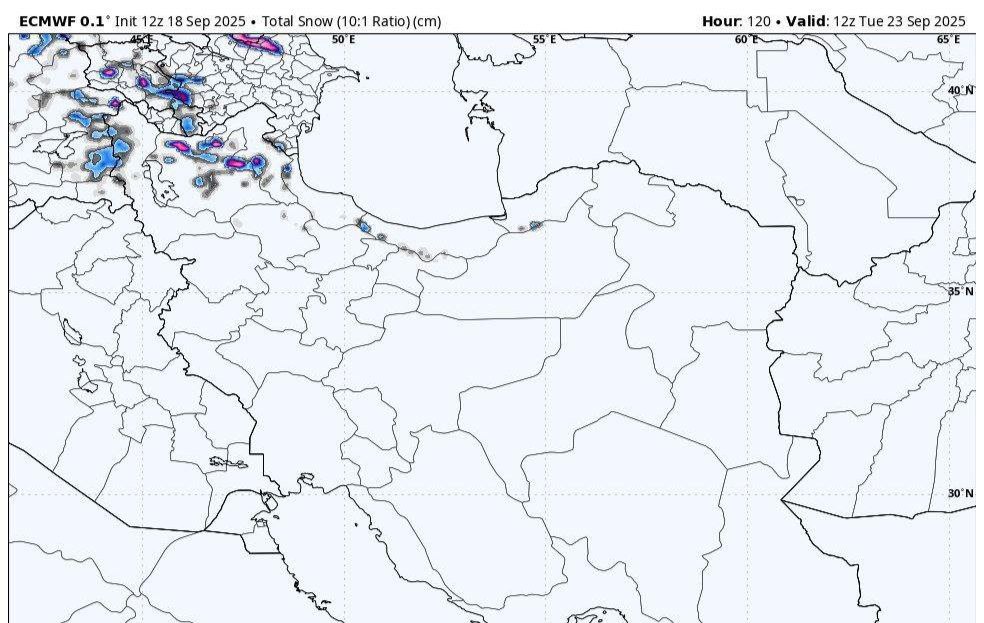 ECMWF 0.1° Init 12z 18 Sep 2025 • Total Snow (10:1 Ratio) (cm)
Hour: 120 • Valid: 12z Tue 23 Sep 2025
45°E
50°E
55°E
60°E
65°E
40°N
35°N
30°N